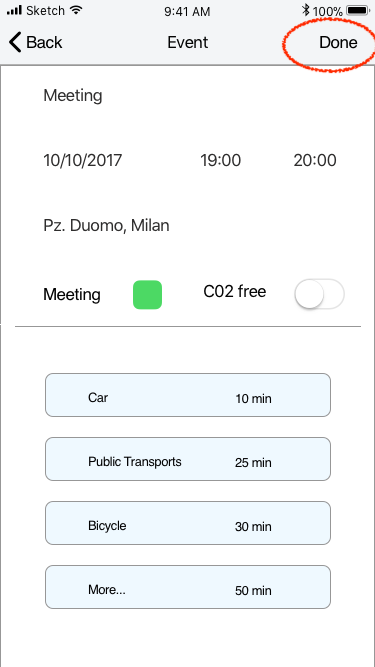 Sketch 9:41 AM 100%
Back Event Done
Meeting
10/10/2017 19:00 20:00
Pz. Duomo, Milan
Meeting C02 free
Car 10 min
Public Transports 25 min
Bicycle 30 min
More... 50 min